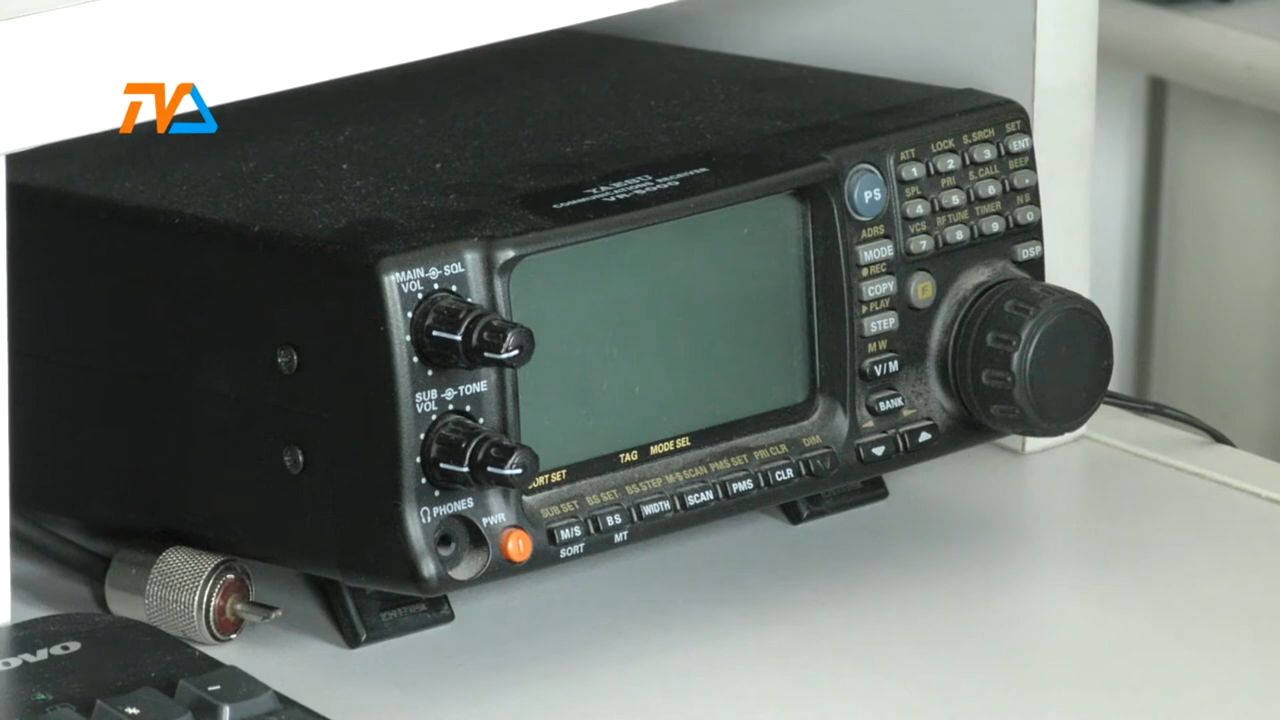 TVA
YAESU
COMMUNICATIONS RECEIVER
VR-5000
MAIN VOL SQL
SUB VOL TONE
PHONES
PWR
PS
ATT LOCK S.SRCH SET
1 2 3 ENT
SPL PRI S.CALL BEEP
4 5 6 .
VCS RF TUNE TIMER NB
7 8 9 0
DSP
ADRS
MODE
REC
COPY
F
PLAY
STEP
MW
V/M
BANK
SORT SET TAG MODE SEL
SUB SET BS SET BS STEP M-S SCAN PMS SET PRI CLR DIM
M/S BS WIDTH SCAN PMS CLR
SORT MT
OVO
* -